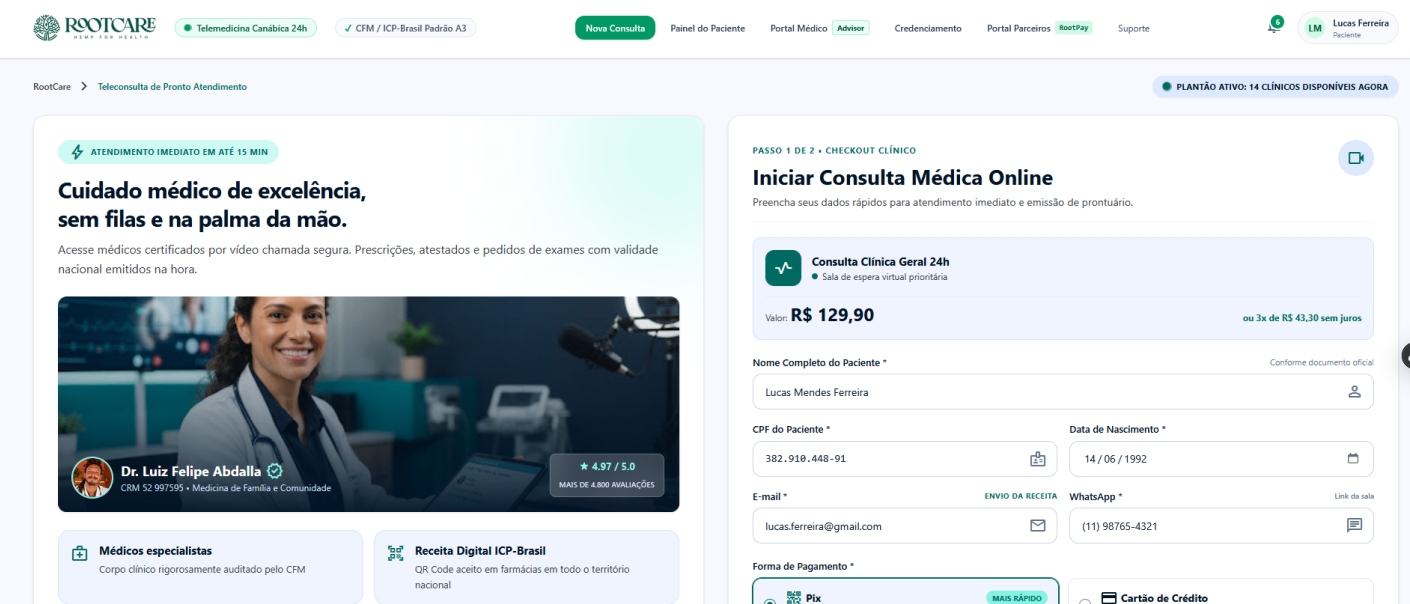 ROOTCARE
HEMP FOR HEALTH
Telemedicina Canábica 24h
✓ CFM / ICP-Brasil Padrão A3
Nova Consulta
Painel do Paciente
Portal Médico Advisor
Credenciamento
Portal Parceiros RootPay
Suporte
6
LM
Lucas Ferreira
Paciente
RootCare > Teleconsulta de Pronto Atendimento
PLANTÃO ATIVO: 14 CLÍNICOS DISPONÍVEIS AGORA
ATENDIMENTO IMEDIATO EM ATÉ 15 MIN
Cuidado médico de excelência,
sem filas e na palma da mão.
Acesse médicos certificados por vídeo chamada segura. Prescrições, atestados e pedidos de exames com validade
nacional emitidos na hora.
Dr. Luiz Felipe Abdalla
CRM 52 997595 • Medicina de Família e Comunidade
★ 4.97 / 5.0
MAIS DE 4.800 AVALIAÇÕES
Médicos especialistas
Corpo clínico rigorosamente auditado pelo CFM
Receita Digital ICP-Brasil
QR Code aceito em farmácias em todo o território
nacional
PASSO 1 DE 2 • CHECKOUT CLÍNICO
Iniciar Consulta Médica Online
Preencha seus dados rápidos para atendimento imediato e emissão de prontuário.
Consulta Clínica Geral 24h
Sala de espera virtual prioritária
Valor: R$ 129,90
ou 3x de R$ 43,30 sem juros
Nome Completo do Paciente *
Conforme documento oficial
Lucas Mendes Ferreira
CPF do Paciente *
382.910.448-91
Data de Nascimento *
14 / 06 / 1992
E-mail *
ENVIO DA RECEITA
lucas.ferreira@gmail.com
WhatsApp *
Link da sala
(11) 98765-4321
Forma de Pagamento *
Pix
MAIS RÁPIDO
Cartão de Crédito